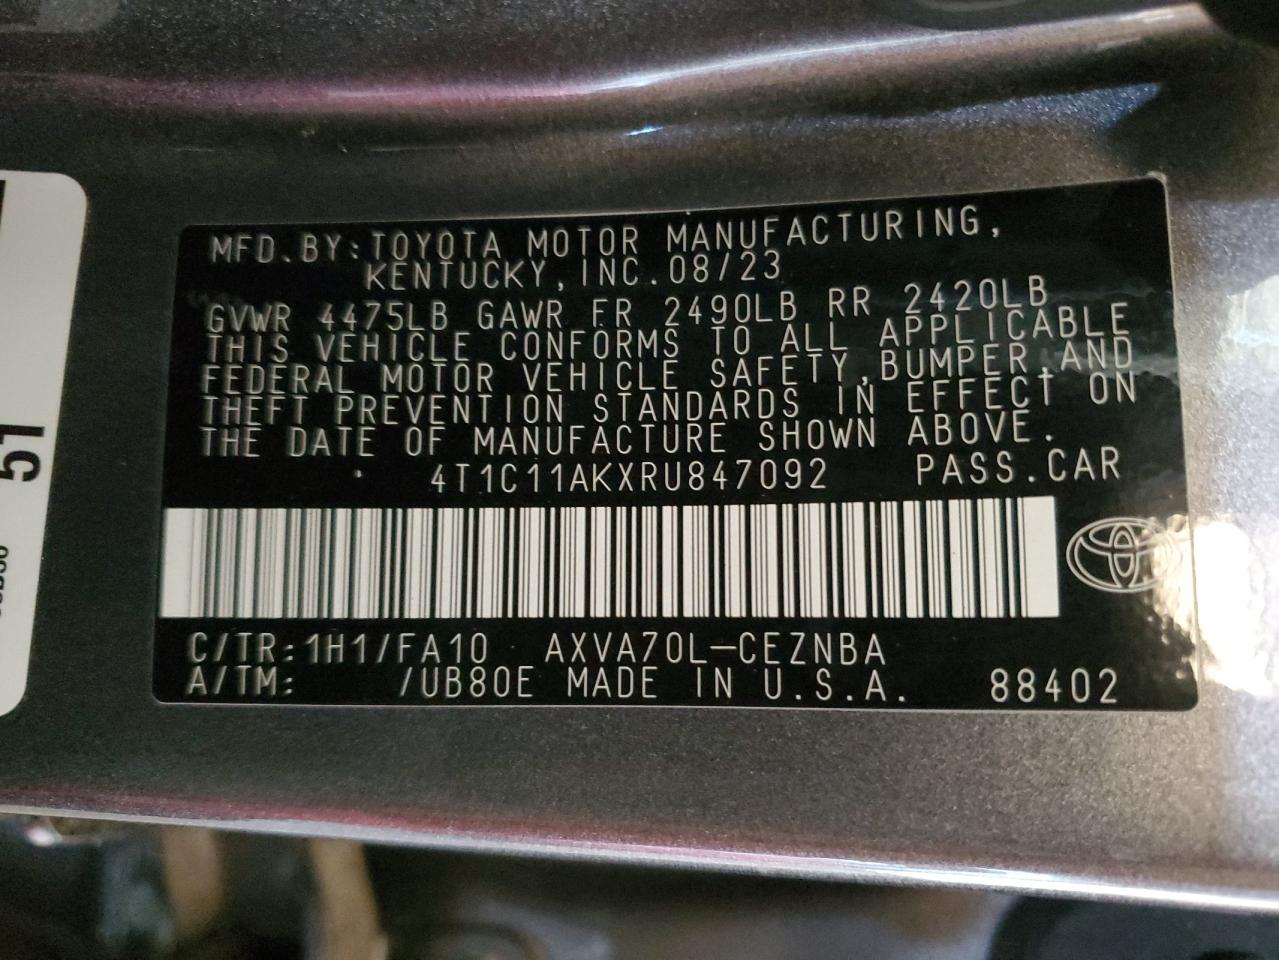 MFD.BY:TOYOTA MOTOR MANUFACTURING,
KENTUCKY,INC.08/23
GVWR 4475LB GAWR FR 2490LB RR 2420LB
THIS VEHICLE CONFORMS TO ALL APPLICABLE
FEDERAL MOTOR VEHICLE SAFETY,BUMPER,AND
THEFT PREVENTION STANDARDS IN EFFECT ON
THE DATE OF MANUFACTURE SHOWN ABOVE.
4T1C11AKXRU847092 PASS.CAR
C/TR:1H1/FA10 AXVA70L-CEZNBA
A/TM: /UB80E MADE IN U.S.A. 88402
51